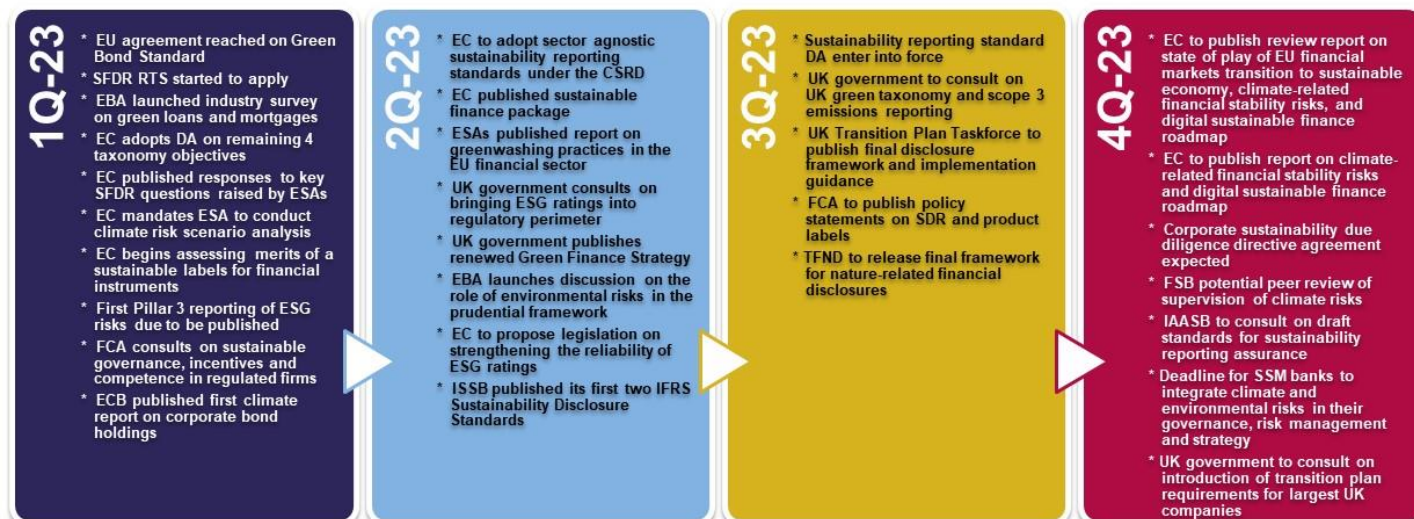 1Q-23
* EU agreement reached on Green
Bond Standard
* SFDR RTS started to apply
* EBA launched industry survey
on green loans and mortgages
* EC adopts DA on remaining 4
taxonomy objectives
* EC published responses to key
SFDR questions raised by ESAs
* EC mandates ESA to conduct
climate risk scenario analysis
* EC begins assessing merits of a
sustainable labels for financial
instruments
* First Pillar 3 reporting of ESG
risks due to be published
* FCA consults on sustainable
governance, incentives and
competence in regulated firms
* ECB published first climate
report on corporate bond
holdings
2Q-23
* EC to adopt sector agnostic
sustainability reporting
standards under the CSRD
* EC published sustainable
finance package
* ESAs published report on
greenwashing practices in the
EU financial sector
* UK government consults on
bringing ESG ratings into
regulatory perimeter
* UK government publishes
renewed Green Finance Strategy
* EBA launches discussion on the
role of environmental risks in the
prudential framework
* EC to propose legislation on
strengthening the reliability of
ESG ratings
* ISSB published its first two IFRS
Sustainability Disclosure
Standards
3Q-23
* Sustainability reporting standard
DA enter into force
* UK government to consult on
UK green taxonomy and scope 3
emissions reporting
* UK Transition Plan Taskforce to
publish final disclosure
framework and implementation
guidance
* FCA to publish policy
statements on SDR and product
labels
* TFND to release final framework
for nature-related financial
disclosures
4Q-23
* EC to publish review report on
state of play of EU financial
markets transition to sustainable
economy, climate-related
financial stability risks, and
digital sustainable finance
roadmap
* EC to publish report on climate-
related financial stability risks
and digital sustainable finance
roadmap
* Corporate sustainability due
diligence directive agreement
expected
* FSB potential peer review of
supervision of climate risks
* IAASB to consult on draft
standards for sustainability
reporting assurance
* Deadline for SSM banks to
integrate climate and
environmental risks in their
governance, risk management
and strategy
* UK government to consult on
introduction of transition plan
requirements for largest UK
companies